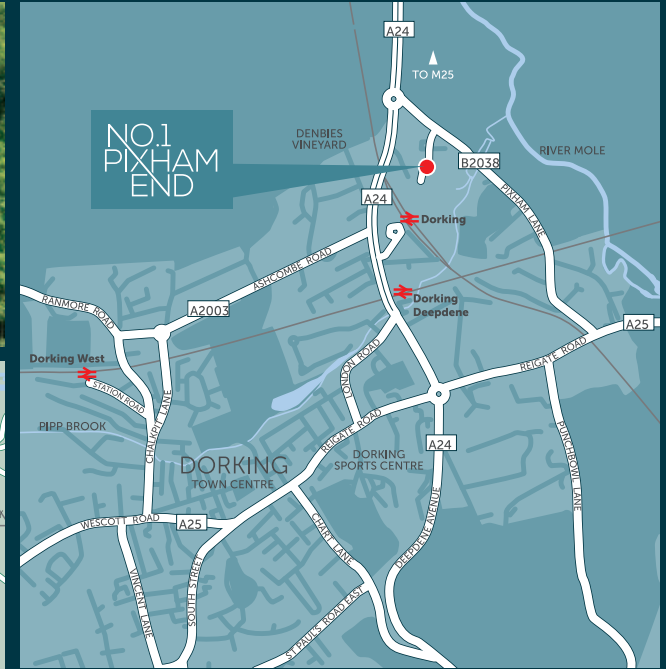 A24
TO M25
NO.1
PIXHAM
END
DENBIES
VINEYARD
RIVER MOLE
B2038
A24
PIXHAM LANE
Dorking
ASHCOMBE ROAD
Dorking
Deepdene
RANMORE ROAD
A2003
A25
Dorking West
STATION ROAD
LONDON ROAD
REIGATE ROAD
CHALKPIT LANE
PIPP BROOK
REIGATE ROAD
PUNCHBOWL LANE
DORKING
TOWN CENTRE
DORKING
SPORTS CENTRE
A24
WESCOTT ROAD
A25
CHART LANE
DEEPDENE AVENUE
VINCENT LANE
SOUTH STREET
ST PAUL'S ROAD EAST